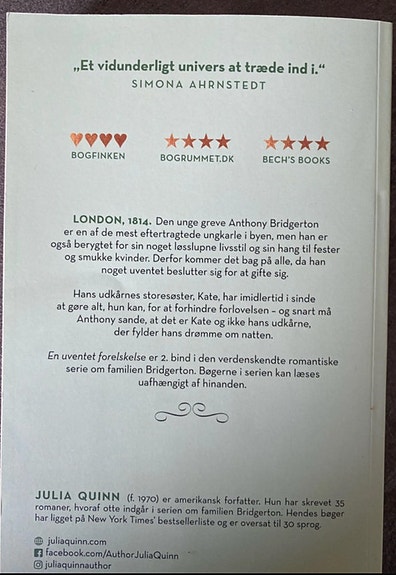 „Et vidunderligt univers at træde ind i.“
SIMONA AHRNSTEDT
BOGFINKEN
BOGRUMMET.DK
BECH'S BOOKS
LONDON, 1814. Den unge greve Anthony Bridgerton
er en af de mest eftertragtede ungkarle i byen, men han er
også berygtet for sin noget løsslupne livsstil og sin hang til fester
og smukke kvinder. Derfor kommer det bag på alle, da han
noget uventet beslutter sig for at gifte sig.
Hans udkårnes storesøster, Kate, har imidlertid i sinde
at gøre alt, hun kan, for at forhindre forlovelsen – og snart må
Anthony sande, at det er Kate og ikke hans udkårne,
der fylder hans drømme om natten.
En uventet forelskelse er 2. bind i den verdenskendte romantiske
serie om familien Bridgerton. Bøgerne i serien kan læses
uafhængigt af hinanden.
JULIA QUINN (f. 1970) er amerikansk forfatter. Hun har skrevet 35
romaner, hvoraf otte indgår i serien om familien Bridgerton. Hendes bøger
har ligget på New York Times' bestsellerliste og er oversat til 30 sprog.
juliaquinn.com
facebook.com/AuthorJuliaQuinn
juliaquinnauthor